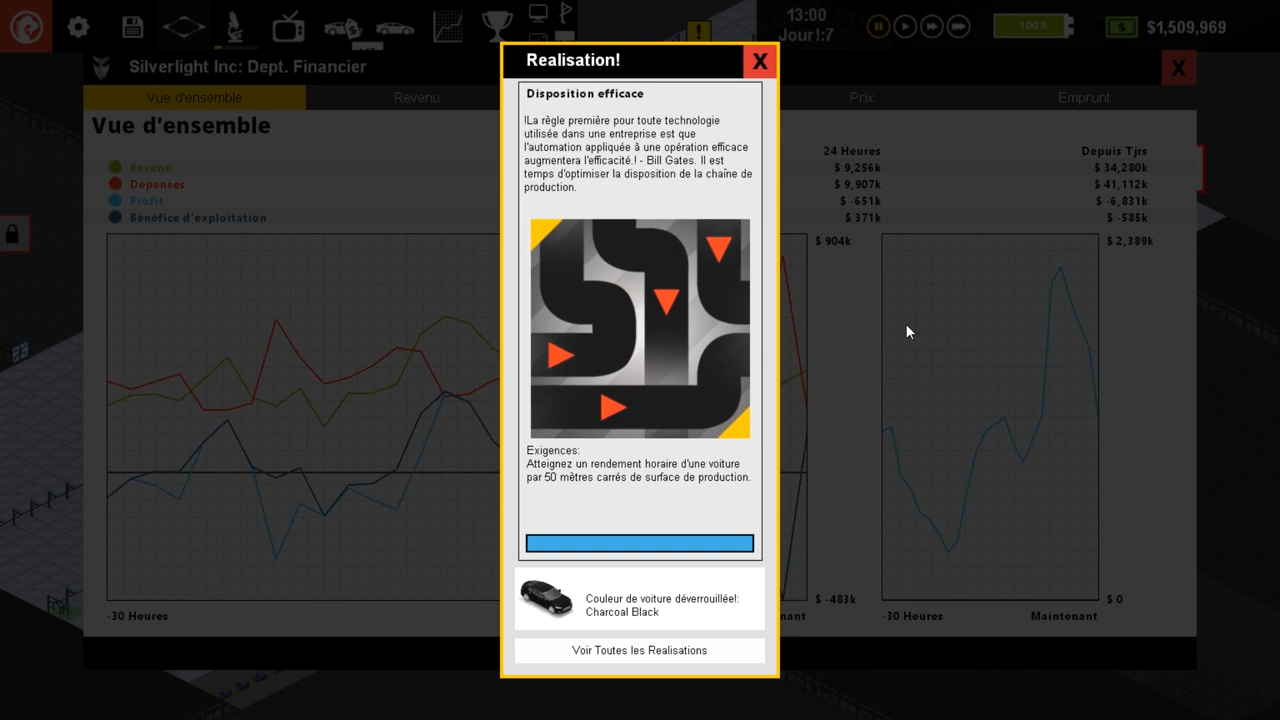 13:00
Jour!:7
100%
$1,509,969
Silverlight Inc: Dept. Financier
X
Vue d'ensemble
Revenu
Prix
Emprunt
Vue d'ensemble
24 Heures
Depuis Tjrs
Revenu
$ 9,256k
$ 34,280k
Depenses
$ 9,907k
$ 41,112k
Profit:
$ -651k
$ -6,831k
Bénéfice d'exploitation
$ 371k
$ -585k
$ 904k
$ 2,389k
$ -483k
$ 0
-30 Heures
nant
-30 Heures
Maintenant
Realisation!
X
Disposition efficace
!La règle première pour toute technologie
utilisée dans une entreprise est que
l'automation appliquée à une opération efficace
augmentera l'efficacité.! - Bill Gates. Il est
temps d'optimiser la disposition de la chaîne de
production.
Exigences:
Atteignez un rendement horaire d'une voiture
par 50 mètres carrés de surface de production.
Couleur de voiture déverrouillée!:
Charcoal Black
Voir Toutes les Realisations